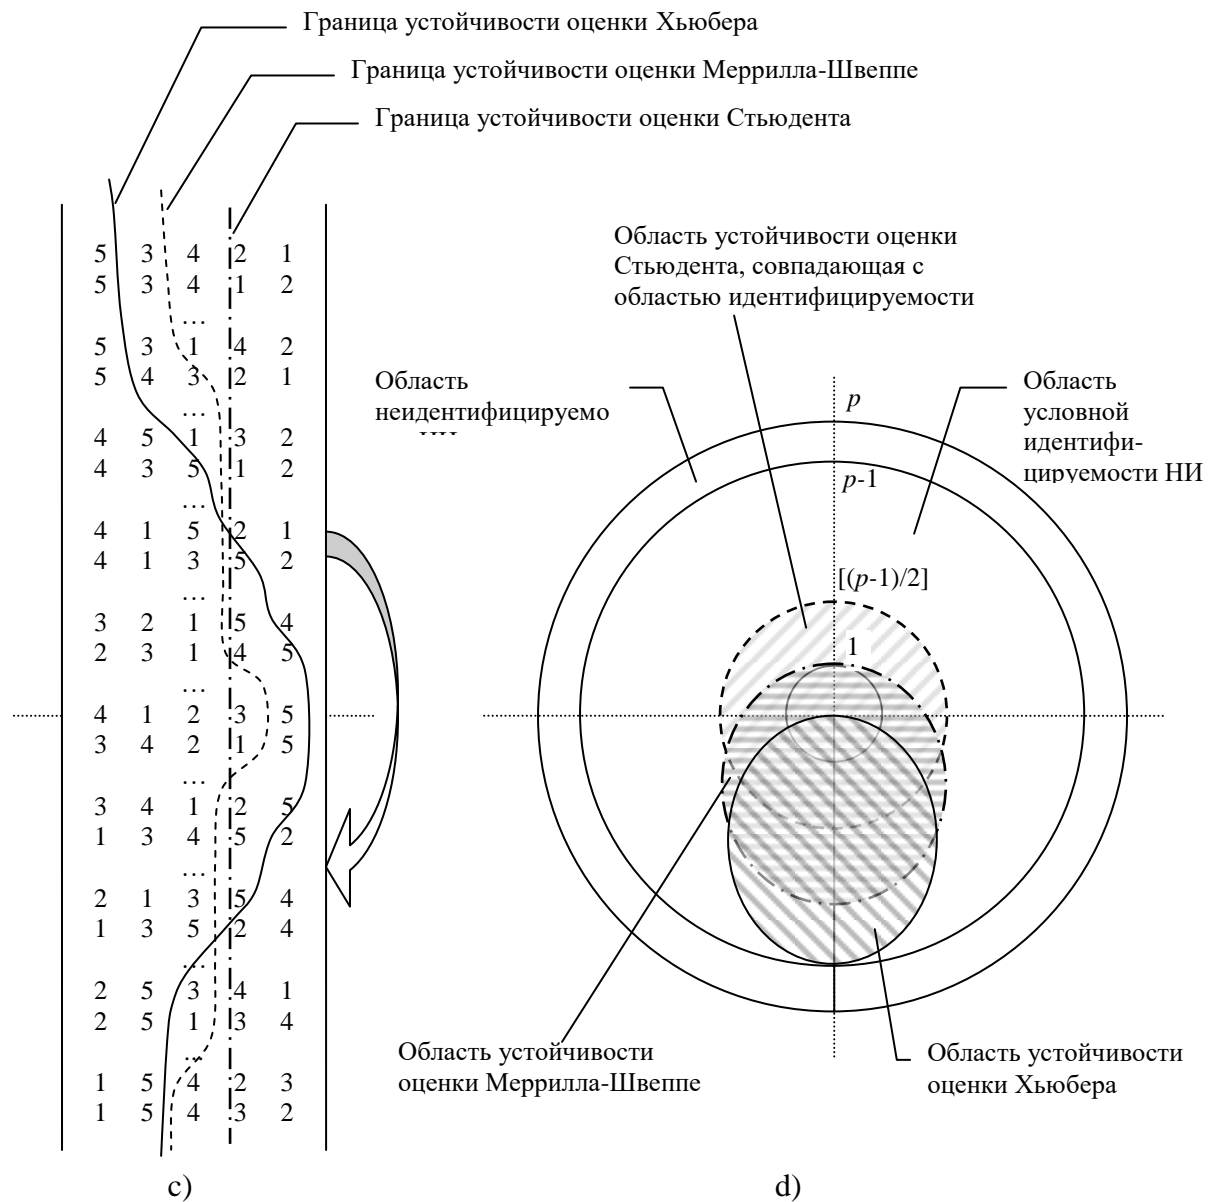 Граница устойчивости оценки Хьюбера
Граница устойчивости оценки Меррилла-Швеппе
Граница устойчивости оценки Стьюдента
5 3 4 2 1
5 3 4 1 2
…
5 3 1 4 2
5 4 3 2 1
…
4 5 1 3 2
4 3 5 1 2
…
4 1 5 2 1
4 1 3 5 2
…
3 2 1 5 4
2 3 1 4 5
…
4 1 2 3 5
3 4 2 1 5
…
3 4 1 2 5
1 3 4 5 2
…
2 1 3 5 4
1 3 5 2 4
…
2 5 3 4 1
2 5 1 3 4
…
1 5 4 2 3
1 5 4 3 2
c)
Область устойчивости оценки
Стьюдента, совпадающая с
областью идентифицируемости
Область
неидентифицируемо
Область
условной
идентифи-
цируемости НИ
p
p-1
[(p-1)/2]
1
Область устойчивости
оценки Меррилла-Швеппе
Область устойчивости
оценки Хьюбера
d)